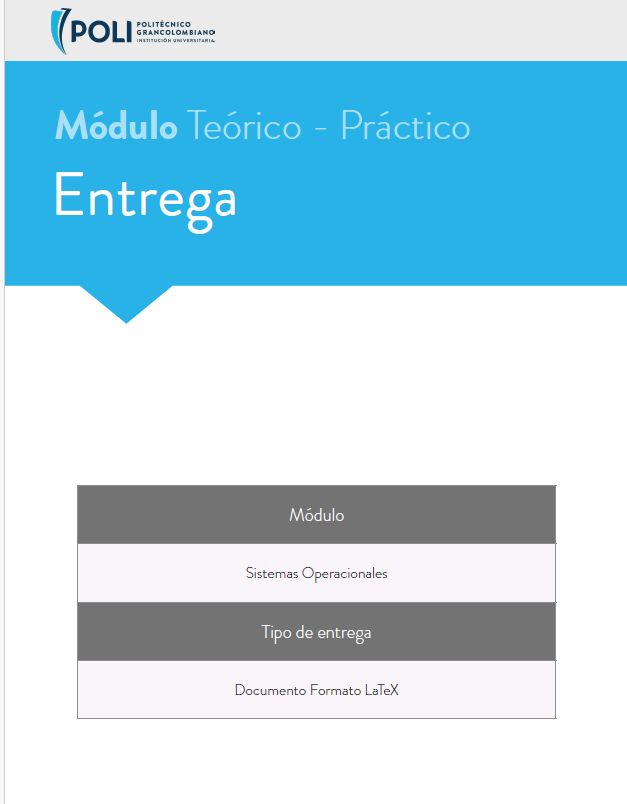 POLI
POLITÉCNICO
GRANCOLOMBIANO
INSTITUCIÓN UNIVERSITARIA
Módulo Teórico - Práctico
Entrega
Módulo
Sistemas Operacionales
Tipo de entrega
Documento Formato LaTeX